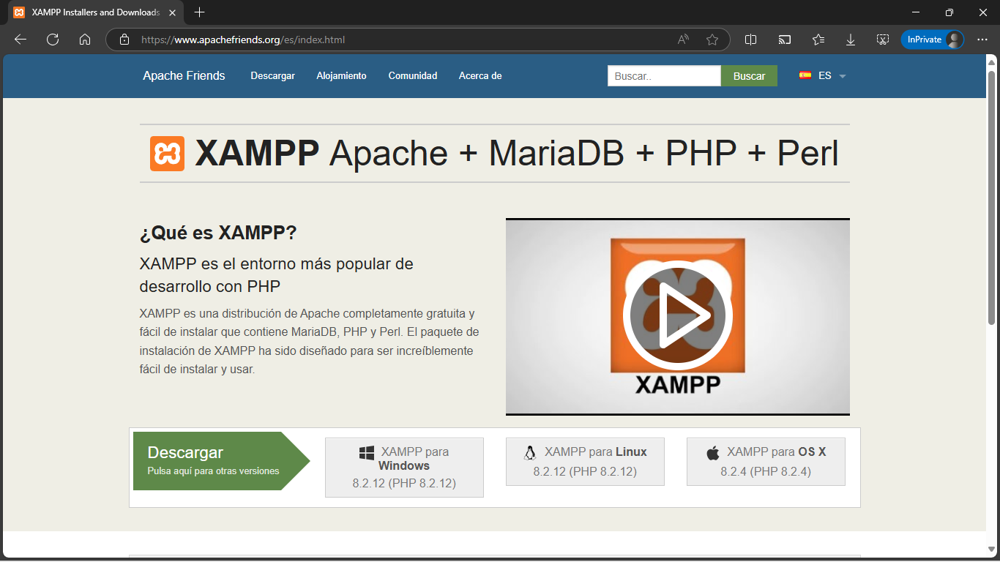 XAMPP Installers and Downloads
https://www.apachefriends.org/es/index.html
InPrivate
Apache Friends
Descargar
Alojamiento
Comunidad
Acerca de
Buscar..
Buscar
ES
XAMPP Apache + MariaDB + PHP + Perl
¿Qué es XAMPP?
XAMPP es el entorno más popular de
desarrollo con PHP
XAMPP es una distribución de Apache completamente gratuita y
fácil de instalar que contiene MariaDB, PHP y Perl. El paquete de
instalación de XAMPP ha sido diseñado para ser increíblemente
fácil de instalar y usar.
XAMPP
Descargar
Pulsa aquí para otras versiones
XAMPP para
Windows
8.2.12 (PHP 8.2.12)
XAMPP para Linux
8.2.12 (PHP 8.2.12)
XAMPP para OS X
8.2.4 (PHP 8.2.4)